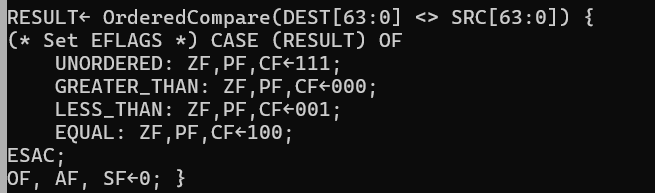 RESULT← OrderedCompare(DEST[63:0] <> SRC[63:0]) {
(* Set EFLAGS *) CASE (RESULT) OF
    UNORDERED: ZF,PF,CF←111;
    GREATER_THAN: ZF,PF,CF←000;
    LESS_THAN: ZF,PF,CF←001;
    EQUAL: ZF,PF,CF←100;
ESAC;
OF, AF, SF←0; }